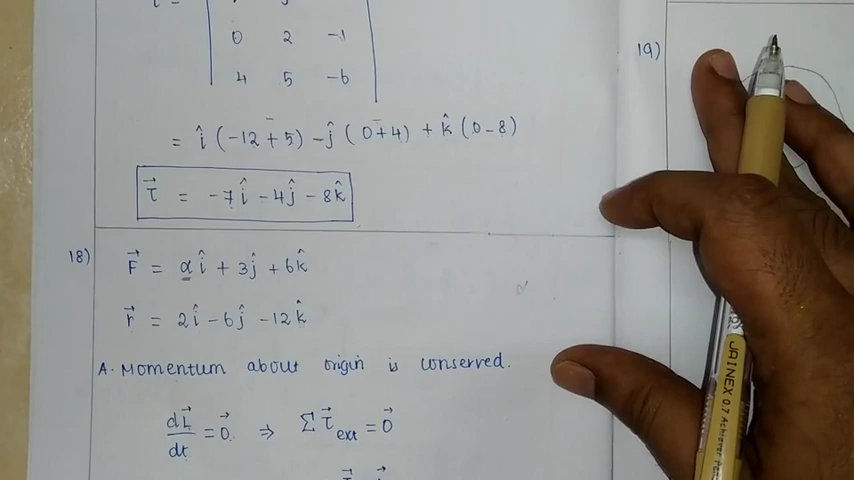 0 2 -1
4 5 -6
= î (-12 + 5) - ĵ (0+4) + k̂ (0-8)
τ⃗ = -7î - 4ĵ - 8k̂
18) F⃗ = αî + 3ĵ + 6k̂
r⃗ = 2î - 6ĵ - 12k̂
A. Momentum about origin is conserved.
dL⃗/dt = 0⃗. ⇒ Σ τ⃗ext = 0⃗
19)
JAINEX 0.7 Achiever